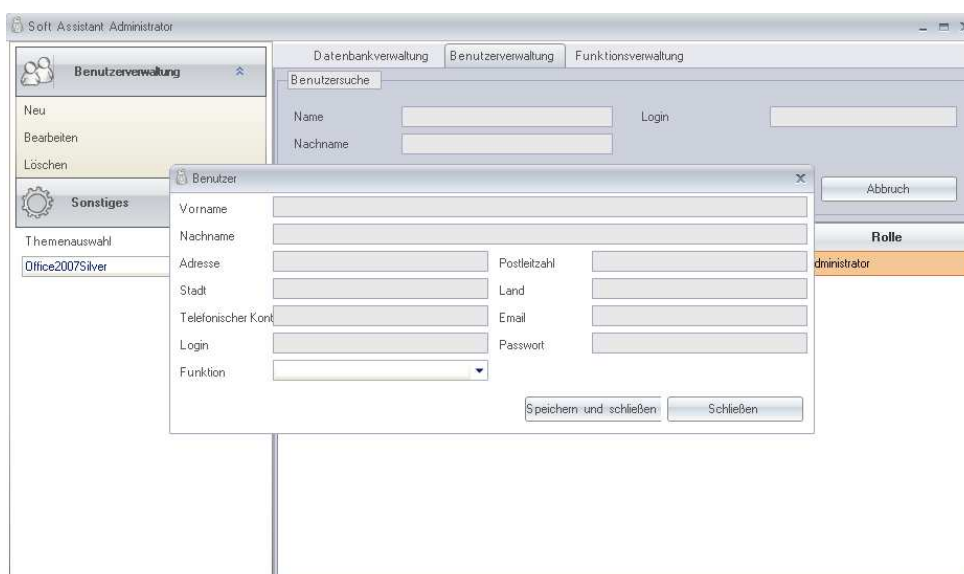 Soft Assistant Administrator
Benutzerverwaltung
Neu
Bearbeiten
Löschen
Sonstiges
Themenauswahl
Office2007Silver
Datenbankverwaltung Benutzerverwaltung Funktionsverwaltung
Benutzersuche
Name Login
Nachname
Abbruch
Rolle
dministrator
Benutzer
Vorname
Nachname
Adresse Postleitzahl
Stadt Land
Telefonischer Kont Email
Login Passwort
Funktion
Speichern und schließen Schließen